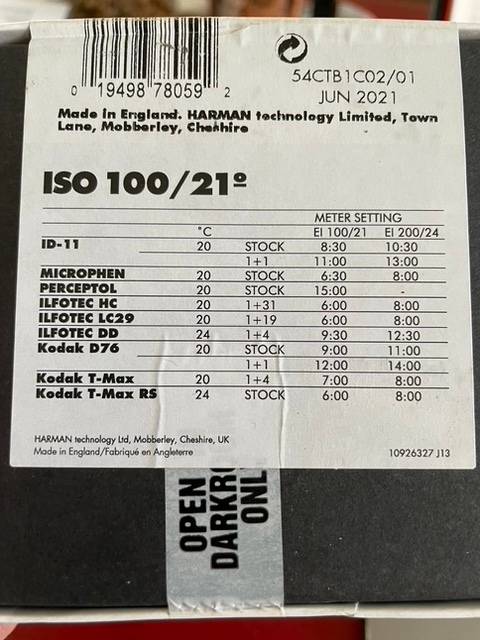 0 19498 78059 2
54CTB1C02/01
JUN 2021
Made in England. HARMAN technology Limited, Town
Lane, Mobberley, Cheshire
ISO 100/21º
METER SETTING
°C EI 100/21 EI 200/24
ID-11 20 STOCK 8:30 10:30
1+1 11:00 13:00
MICROPHEN 20 STOCK 6:30 8:00
PERCEPTOL 20 STOCK 15:00 -
ILFOTEC HC 20 1+31 6:00 8:00
ILFOTEC LC29 20 1+19 6:00 8:00
ILFOTEC DD 24 1+4 9:30 12:30
Kodak D76 20 STOCK 9:00 11:00
1+1 12:00 14:00
Kodak T-Max 20 1+4 7:00 8:00
Kodak T-Max RS 24 STOCK 6:00 8:00
HARMAN technology Ltd, Mobberley, Cheshire, UK
Made in England/Fabriqué en Angleterre
10926327 J13
OPEN
DARKRO
ONL